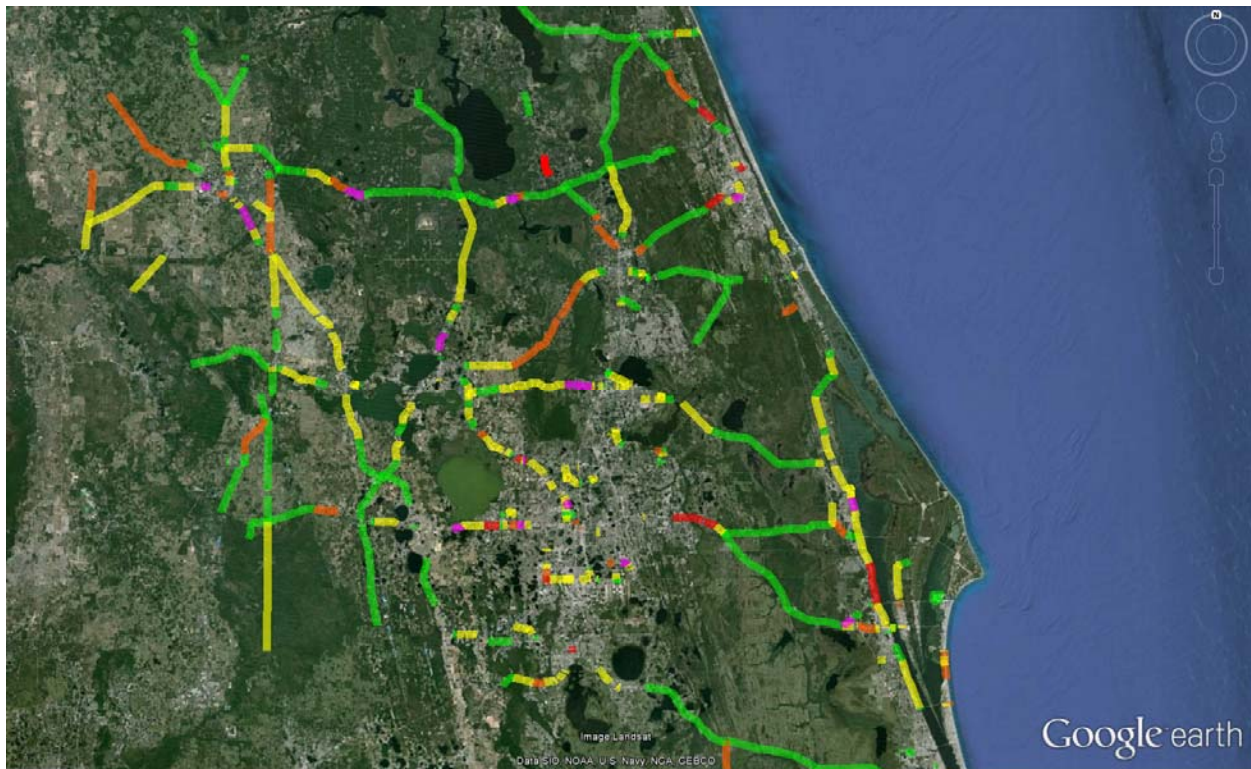 N
Image Landsat
Data SIO, NOAA, U.S. Navy, NGA, GEBCO
Google earth